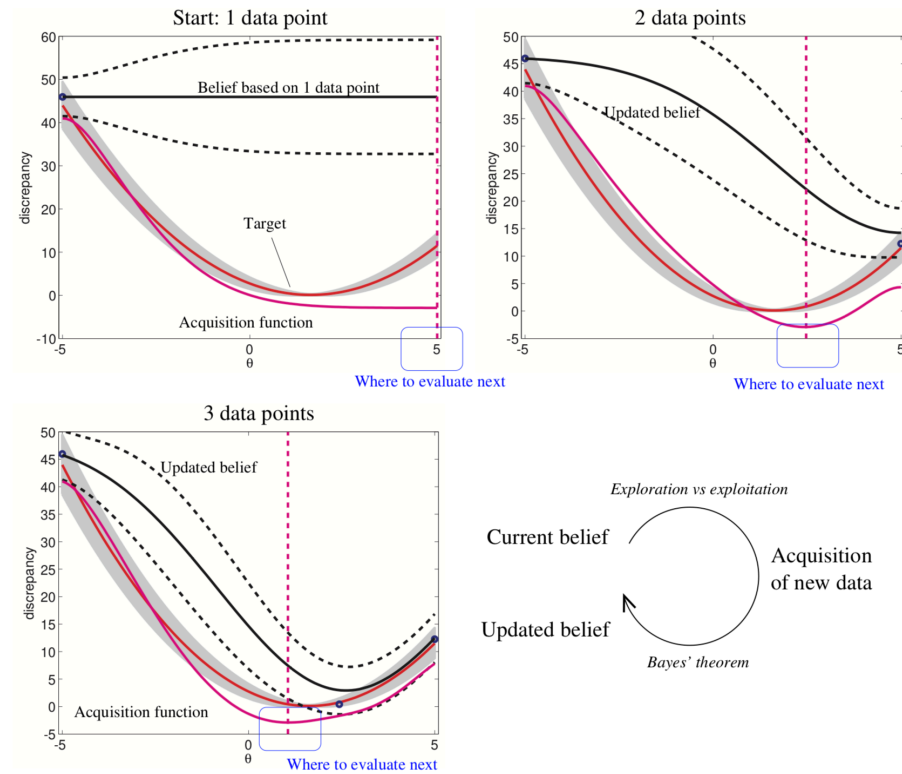 Start: 1 data point
60
50
40
30
20
10
0
-10
discrepancy
Belief based on 1 data point
Target
Acquisition function
-5
0
5
θ
Where to evaluate next
2 data points
50
45
40
35
30
25
20
15
10
5
0
-5
discrepancy
Updated belief
-5
0
5
θ
Where to evaluate next
3 data points
50
45
40
35
30
25
20
15
10
5
0
-5
discrepancy
Updated belief
Acquisition function
-5
0
5
θ
Where to evaluate next
Exploration vs exploitation
Current belief
Acquisition
of new data
Updated belief
Bayes' theorem